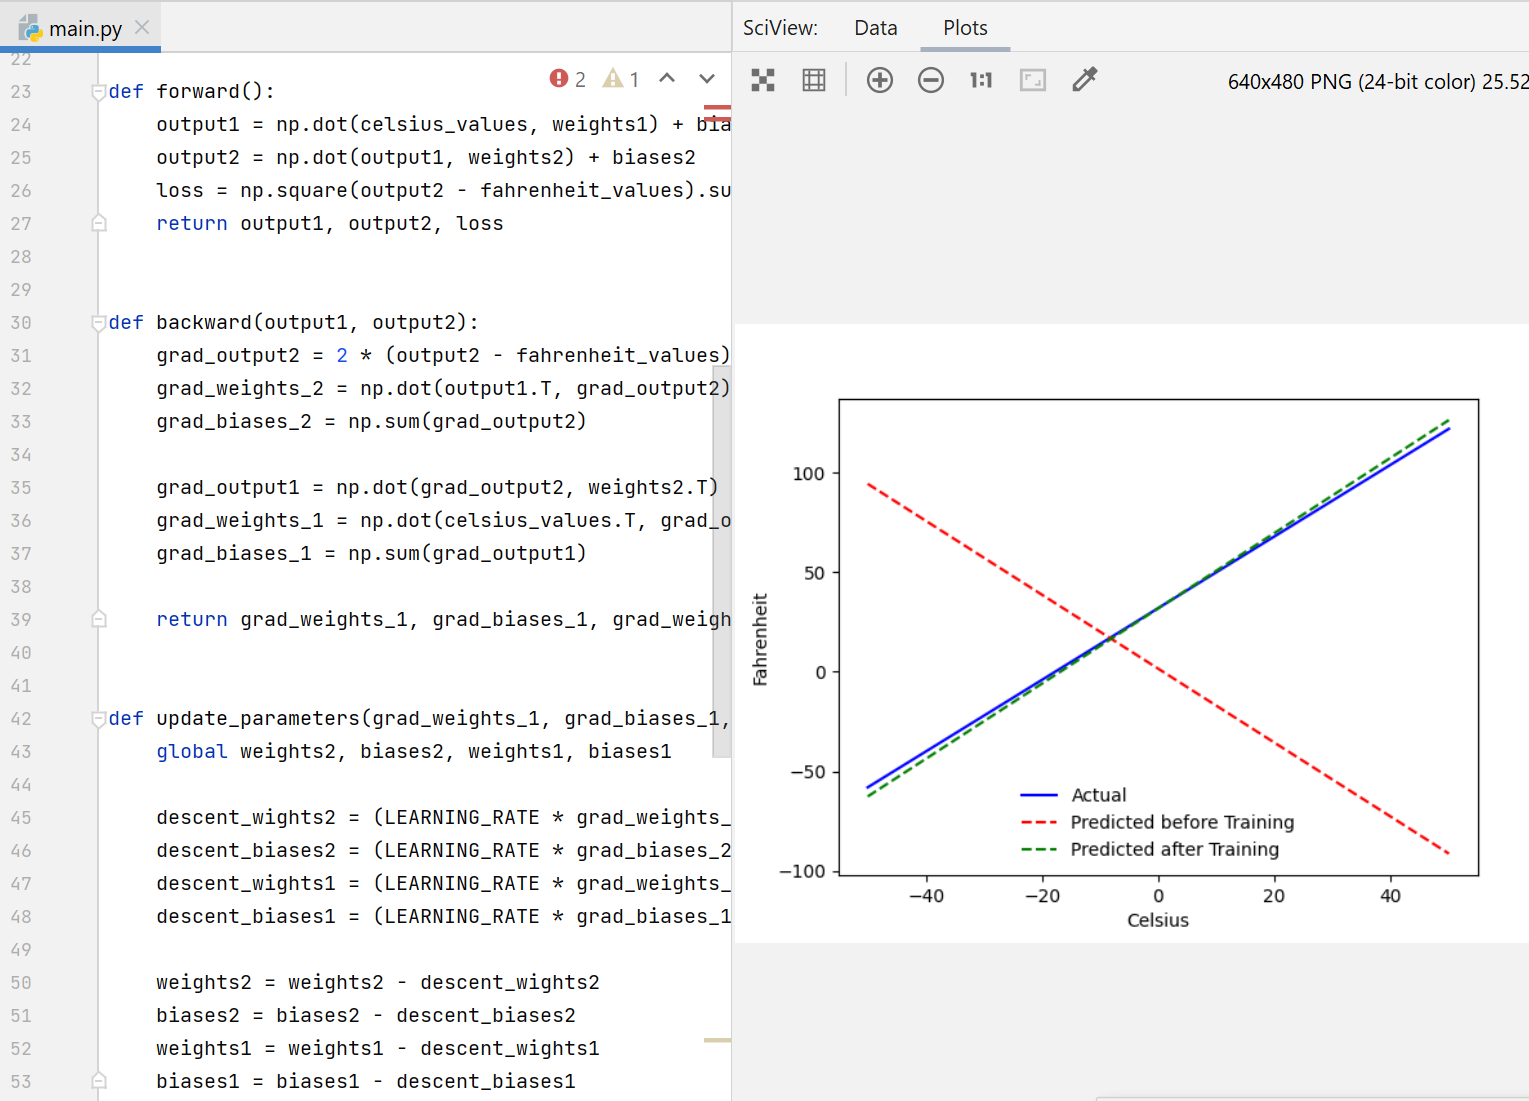 main.py
SciView: Data Plots
2 1
1:1
640x480 PNG (24-bit color) 25.52
22
23 def forward():
24 output1 = np.dot(celsius_values, weights1) + bia
25 output2 = np.dot(output1, weights2) + biases2
26 loss = np.square(output2 - fahrenheit_values).su
27 return output1, output2, loss
28
29
30 def backward(output1, output2):
31 grad_output2 = 2 * (output2 - fahrenheit_values)
32 grad_weights_2 = np.dot(output1.T, grad_output2)
33 grad_biases_2 = np.sum(grad_output2)
34
35 grad_output1 = np.dot(grad_output2, weights2.T)
36 grad_weights_1 = np.dot(celsius_values.T, grad_o
37 grad_biases_1 = np.sum(grad_output1)
38
39 return grad_weights_1, grad_biases_1, grad_weigh
40
41
42 def update_parameters(grad_weights_1, grad_biases_1,
43 global weights2, biases2, weights1, biases1
44
45 descent_wights2 = (LEARNING_RATE * grad_weights_
46 descent_biases2 = (LEARNING_RATE * grad_biases_2
47 descent_wights1 = (LEARNING_RATE * grad_weights_
48 descent_biases1 = (LEARNING_RATE * grad_biases_1
49
50 weights2 = weights2 - descent_wights2
51 biases2 = biases2 - descent_biases2
52 weights1 = weights1 - descent_wights1
53 biases1 = biases1 - descent_biases1
100
50
0
−50
−100
Fahrenheit
Actual
Predicted before Training
Predicted after Training
−40 −20 0 20 40
Celsius